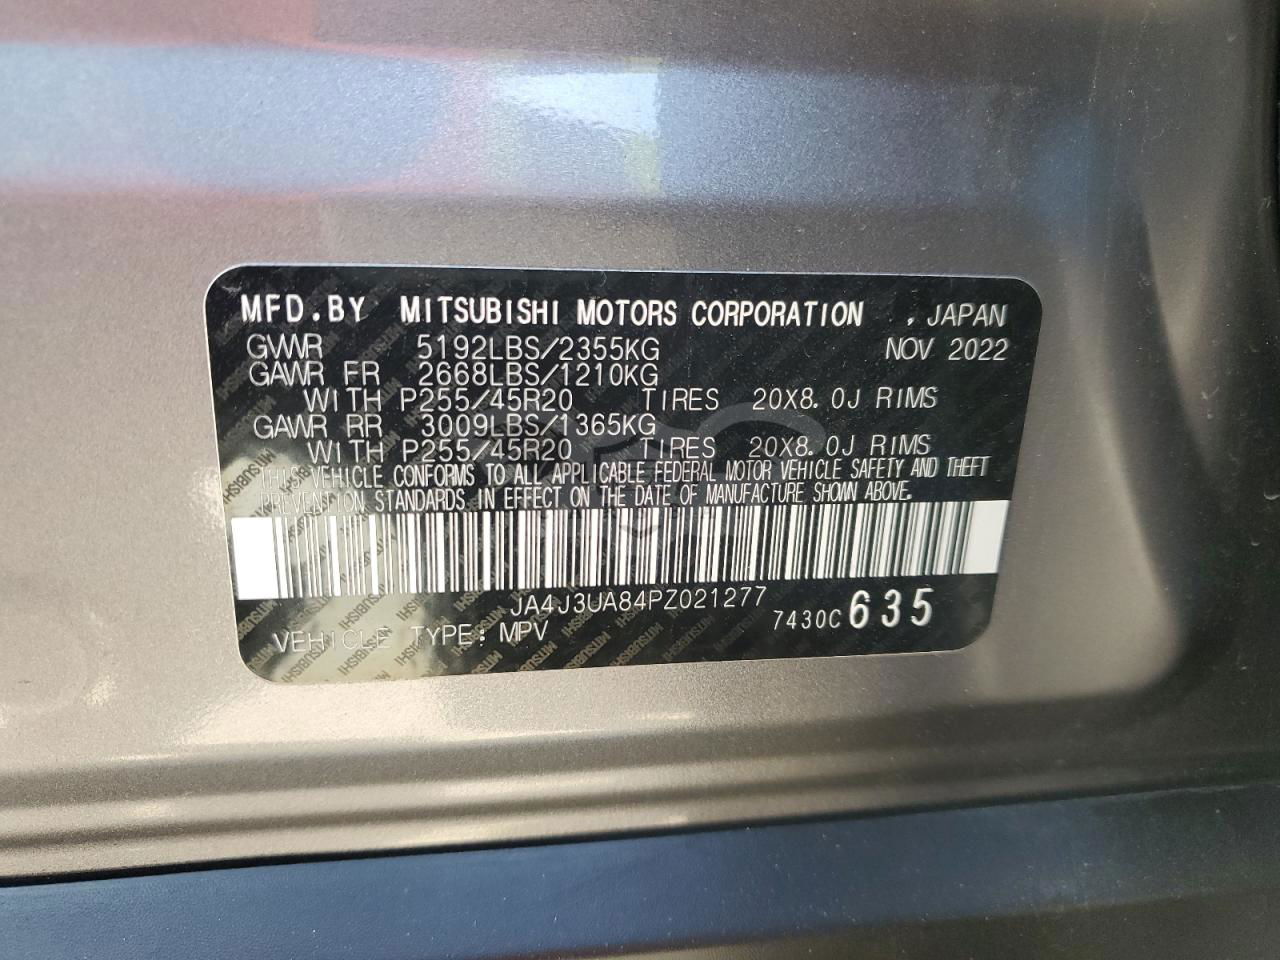 MFD.BY MITSUBISHI MOTORS CORPORATION , JAPAN
GVWR 5192LBS/2355KG NOV 2022
GAWR FR 2668LBS/1210KG
WITH P255/45R20 TIRES 20X8.0J RIMS
GAWR RR 3009LBS/1365KG
WITH P255/45R20 TIRES 20X8.0J RIMS
THIS VEHICLE CONFORMS TO ALL APPLICABLE FEDERAL MOTOR VEHICLE SAFETY AND THEFT
PREVENTION STANDARDS IN EFFECT ON THE DATE OF MANUFACTURE SHOWN ABOVE.
JA4J3UA84PZ021277
7430C 635
VEHICLE TYPE: MPV